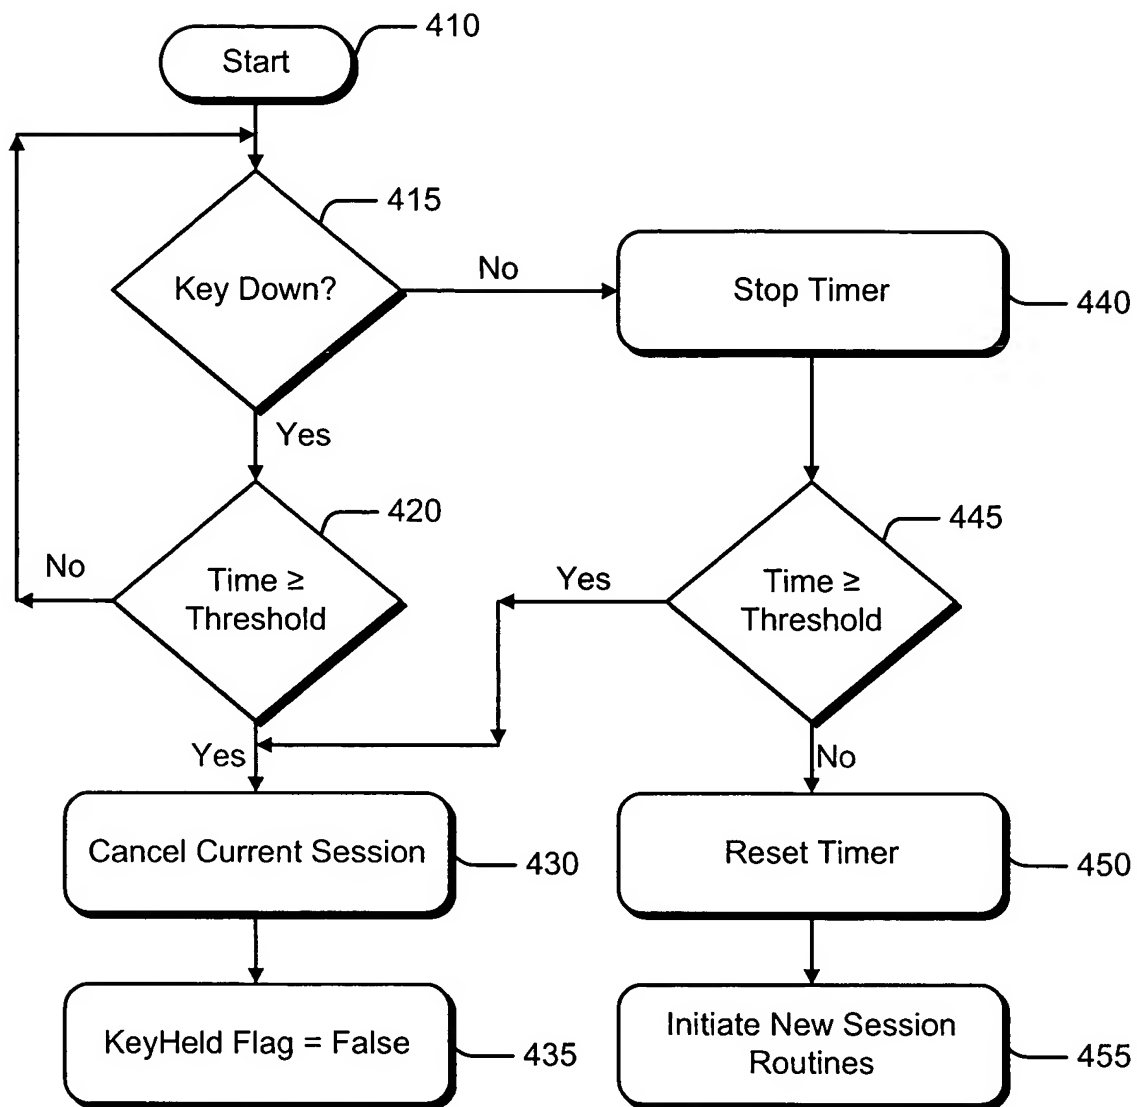 410
Start
415
Key Down?
No
Stop Timer
440
Yes
420
No
Time ≥
Threshold
Yes
445
Time ≥
Threshold
Yes
No
Cancel Current Session
430
Reset Timer
450
KeyHeld Flag = False
435
Initiate New Session
Routines
455